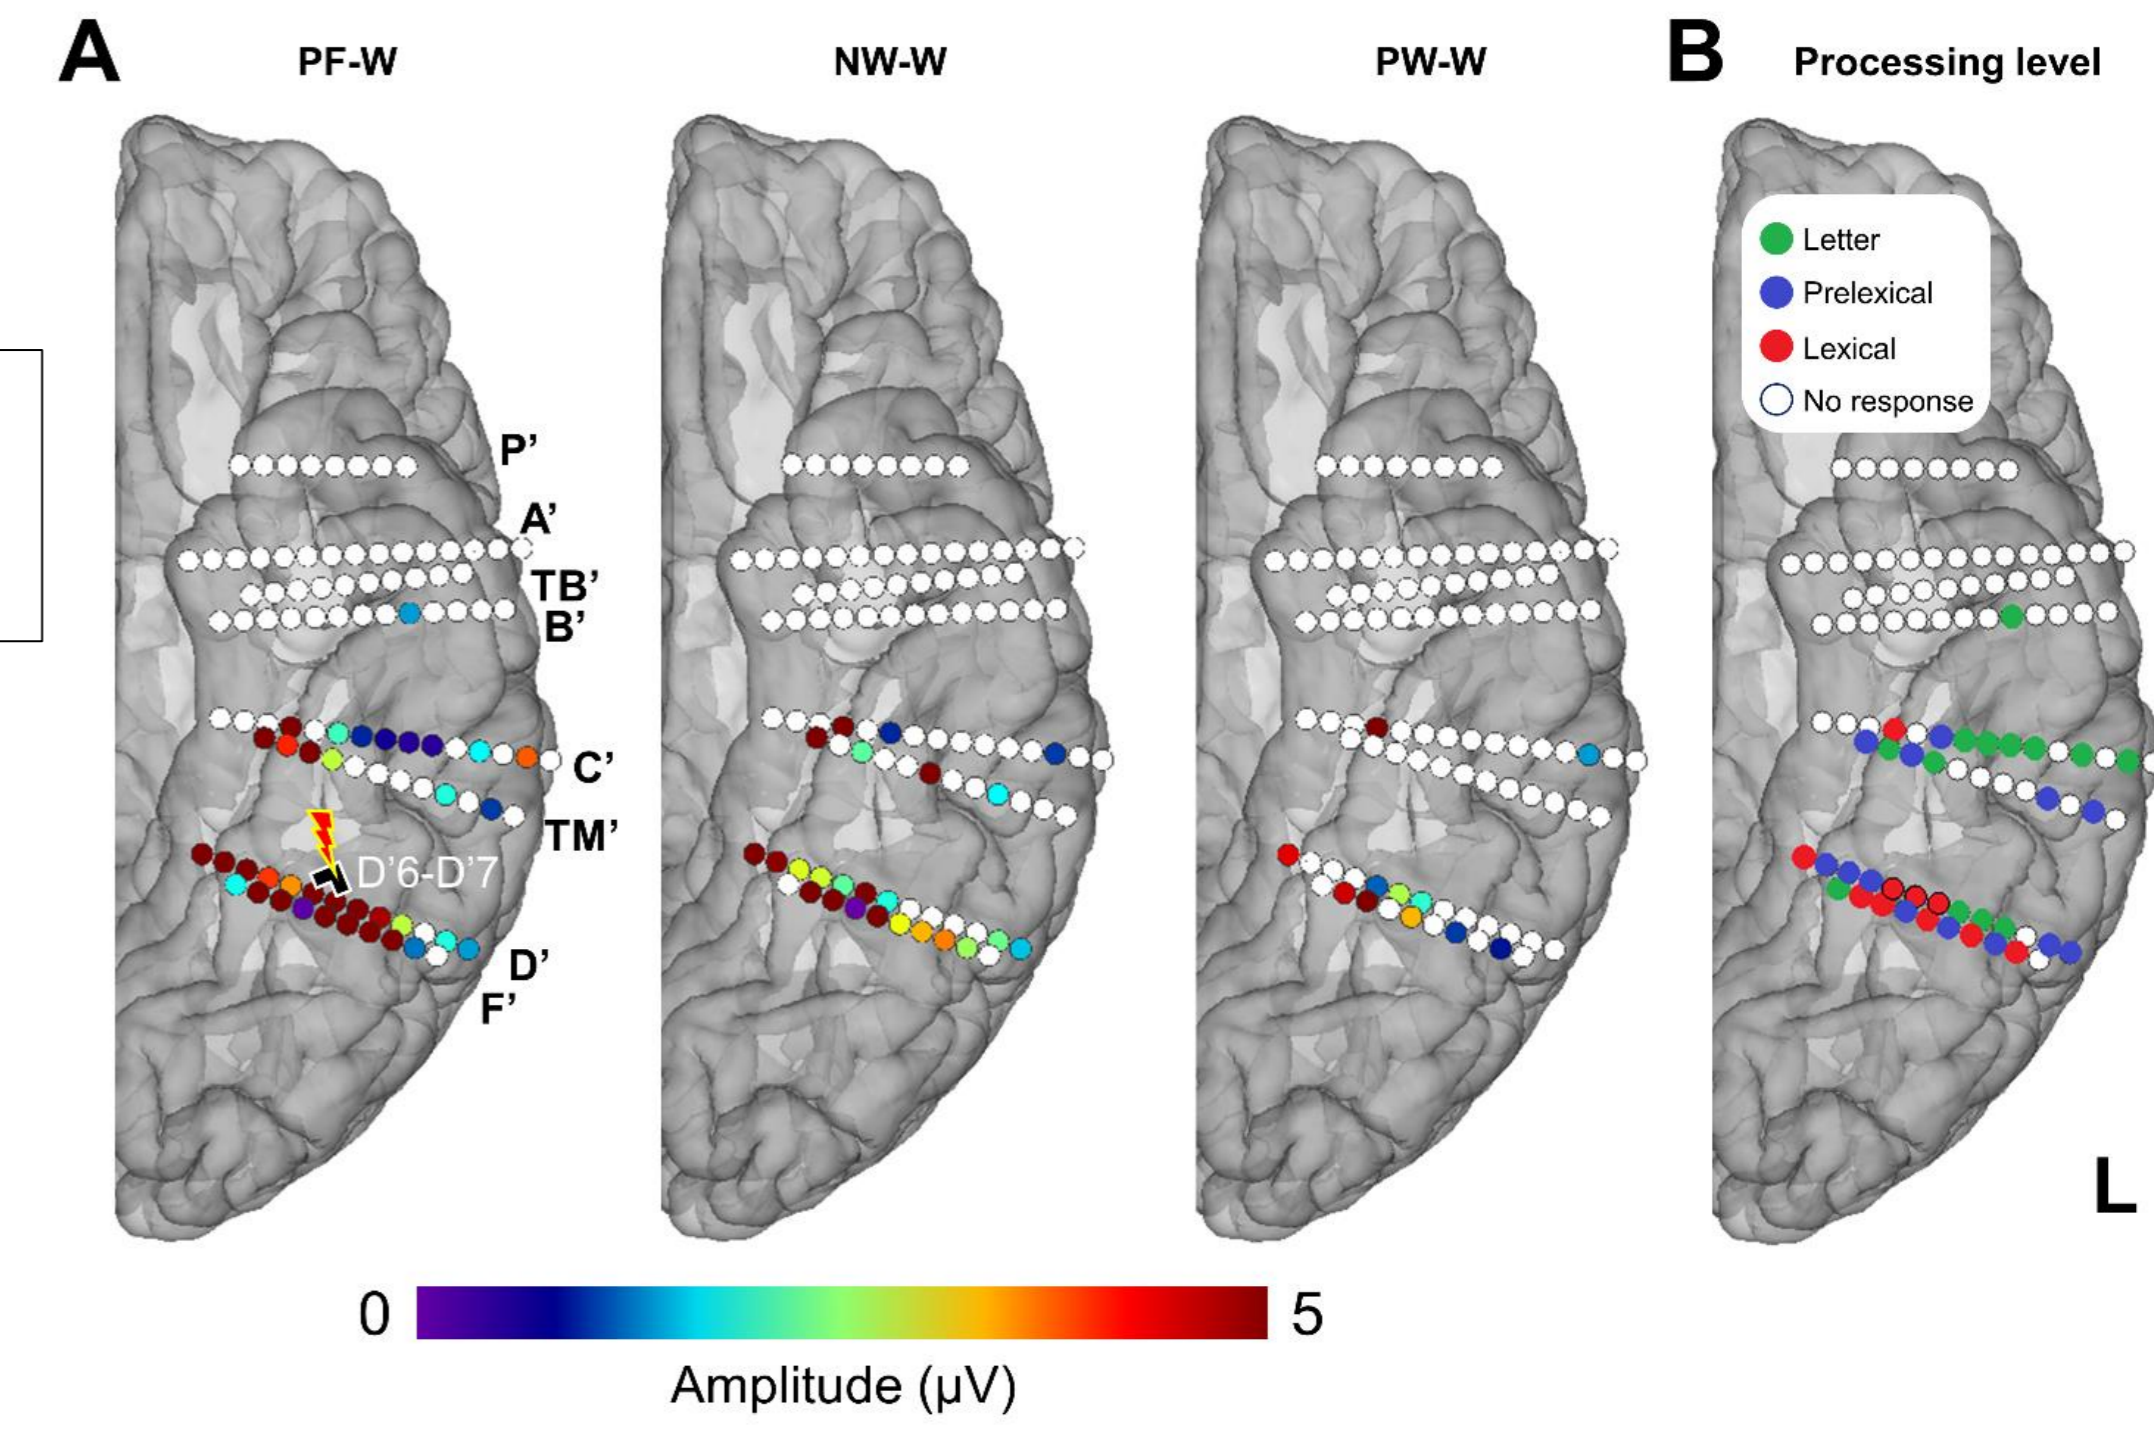 A
PF-W
NW-W
PW-W
B
Processing level
Letter
Prelexical
Lexical
No response
P’
A’
TB’
B’
C’
TM’
D’6-D’7
D’
F’
L
0
5
Amplitude (µV)